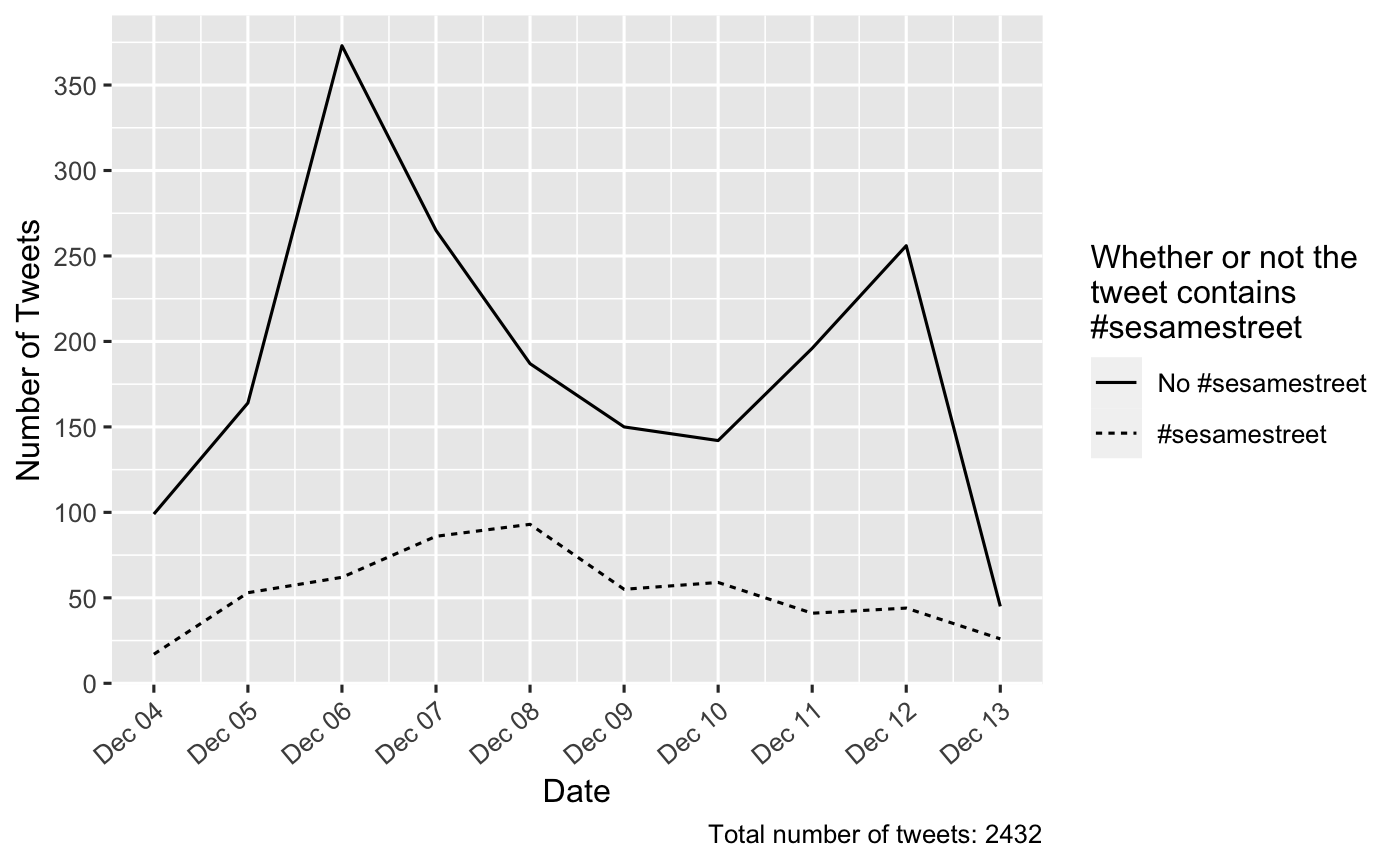 350
300
250
200
150
100
50
0
Number of Tweets
Dec 04
Dec 05
Dec 06
Dec 07
Dec 08
Dec 09
Dec 10
Dec 11
Dec 12
Dec 13
Date
Total number of tweets: 2432
Whether or not the
tweet contains
#sesamestreet
No #sesamestreet
#sesamestreet